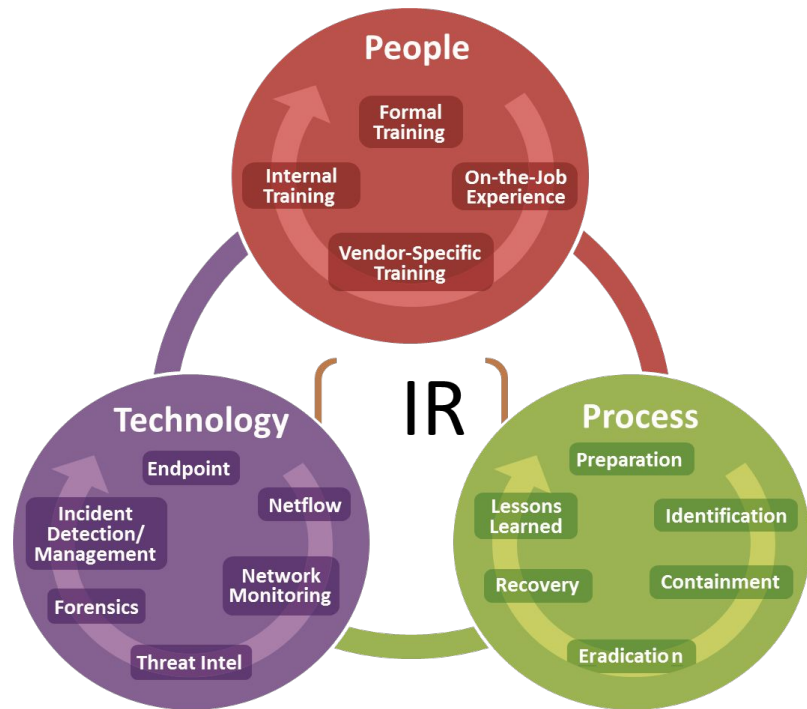 People
Formal
Training
Internal
Training
On-the-Job
Experience
Vendor-Specific
Training
IR
Technology
Endpoint
Netflow
Incident
Detection/
Management
Network
Monitoring
Forensics
Threat Intel
Process
Preparation
Lessons
Learned
Identification
Recovery
Containment
Eradication